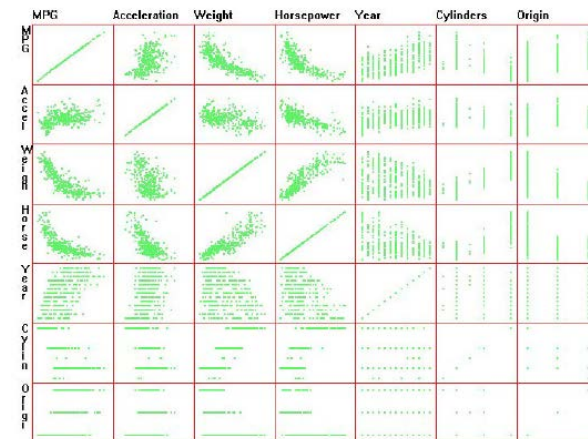 MPG Acceleration Weight Horsepower Year Cylinders Origin
MPG
Accel
Weigh
Horse
Year
Cylin
Origi